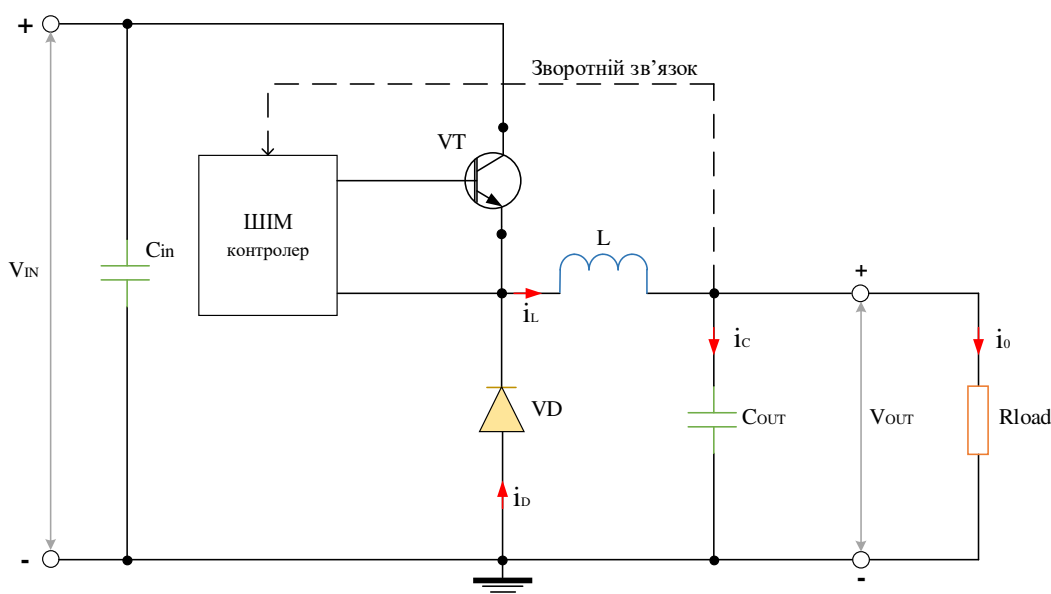 +
Зворотній зв’язок
VT
ШІМ
контролер
Cin
VIN
L
iL
+
iC
i0
VD
COUT
VOUT
Rload
iD
-
-